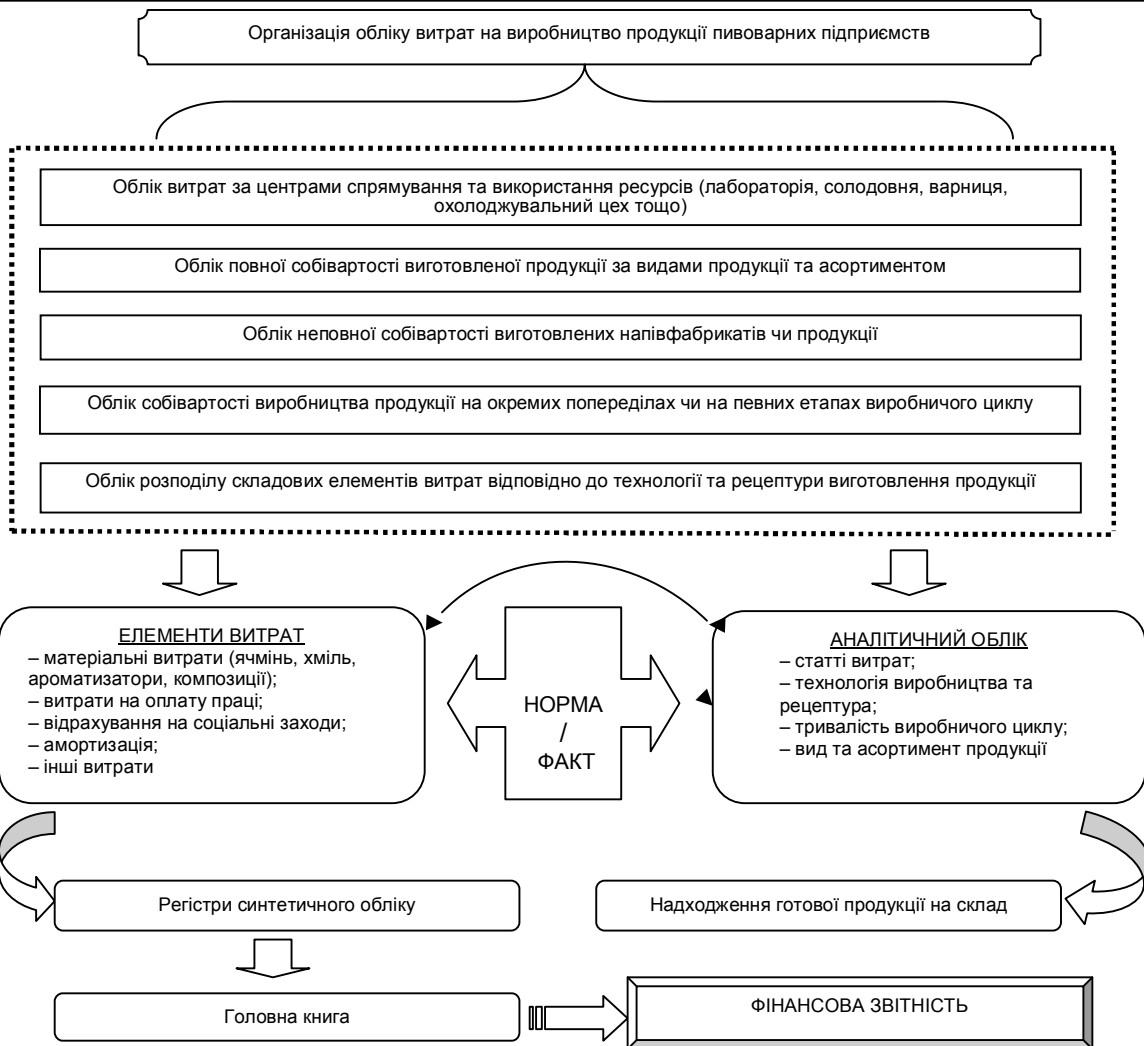 Організація обліку витрат на виробництво продукції пивоварних підприємств
Облік витрат за центрами спрямування та використання ресурсів (лабораторія, солодовня, варниця,
охолоджувальний цех тощо)
Облік повної собівартості виготовленої продукції за видами продукції та асортиментом
Облік неповної собівартості виготовлених напівфабрикатів чи продукції
Облік собівартості виробництва продукції на окремих попереділах чи на певних етапах виробничого циклу
Облік розподілу складових елементів витрат відповідно до технології та рецептури виготовлення продукції
ЕЛЕМЕНТИ ВИТРАТ
– матеріальні витрати (ячмінь, хміль,
ароматизатори, композиції);
– витрати на оплату праці;
– відрахування на соціальні заходи;
– амортизація;
– інші витрати
НОРМА
/
ФАКТ
АНАЛІТИЧНИЙ ОБЛІК
– статті витрат;
– технологія виробництва та
рецептура;
– тривалість виробничого циклу;
– вид та асортимент продукції
Регістри синтетичного обліку
Надходження готової продукції на склад
Головна книга
ФІНАНСОВА ЗВІТНІСТЬ